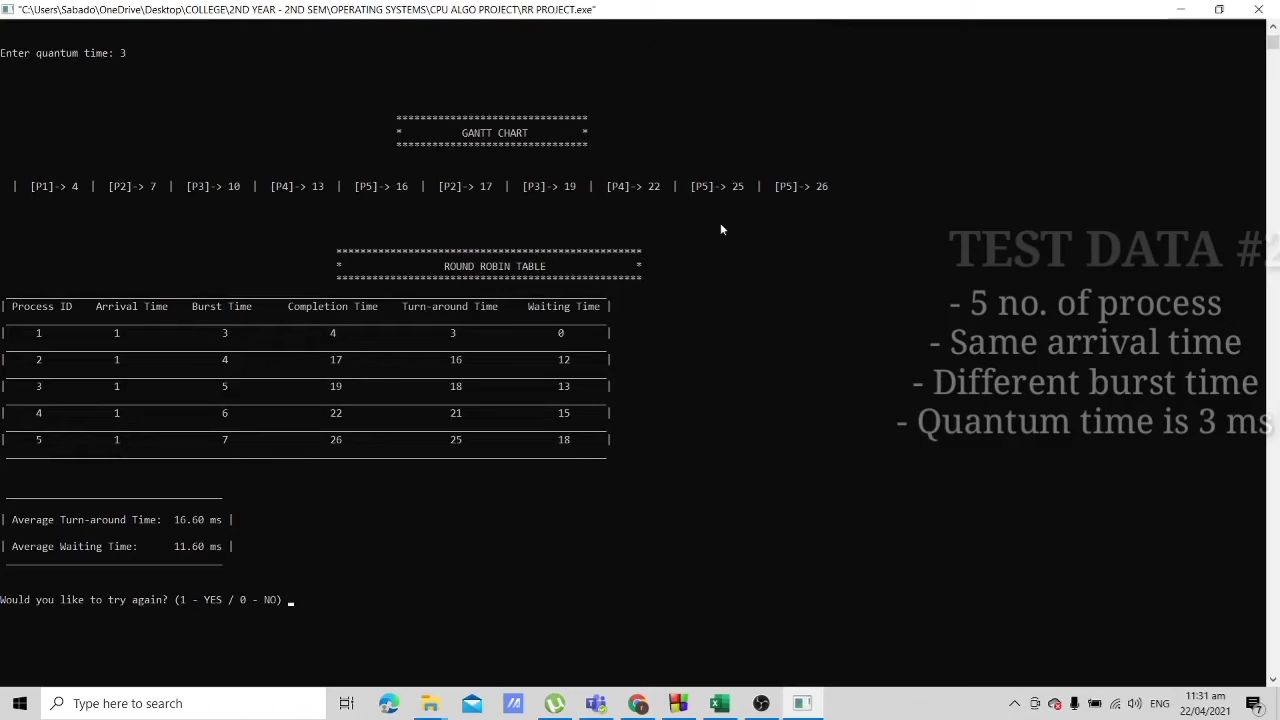 "C:\Users\Sabado\OneDrive\Desktop\COLLEGE\2ND YEAR - 2ND SEM\OPERATING SYSTEMS\CPU ALGO PROJECT\RR PROJECT.exe"
Enter quantum time: 3
********************************
* GANTT CHART *
********************************
| [P1]-> 4 | [P2]-> 7 | [P3]-> 10 | [P4]-> 13 | [P5]-> 16 | [P2]-> 17 | [P3]-> 19 | [P4]-> 22 | [P5]-> 25 | [P5]-> 26
***************************************************
* ROUND ROBIN TABLE *
***************************************************
| Process ID Arrival Time Burst Time Completion Time Turn-around Time Waiting Time |
| 1 1 3 4 3 0 |
| 2 1 4 17 16 12 |
| 3 1 5 19 18 13 |
| 4 1 6 22 21 15 |
| 5 1 7 26 25 18 |
| Average Turn-around Time: 16.60 ms |
| Average Waiting Time: 11.60 ms |
Would you like to try again? (1 - YES / 0 - NO)
TEST DATA #2
- 5 no. of process
- Same arrival time
- Different burst time
- Quantum time is 3 ms
Type here to search
ENG
11:31 am
22/04/2021